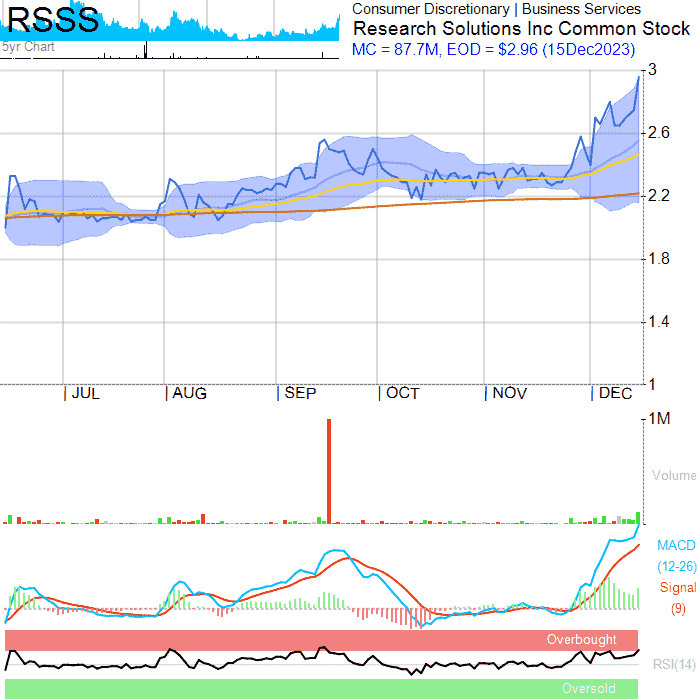 RSSS
5yr Chart
Consumer Discretionary | Business Services
Research Solutions Inc Common Stock
MC = 87.7M, EOD = $2.96 (15Dec2023)
3
2.6
2.2
1.8
1.4
1
JUL
AUG
SEP
OCT
NOV
DEC
1M
Volume
MACD
(12-26)
Signal
(9)
Overbought
RSI(14)
Oversold